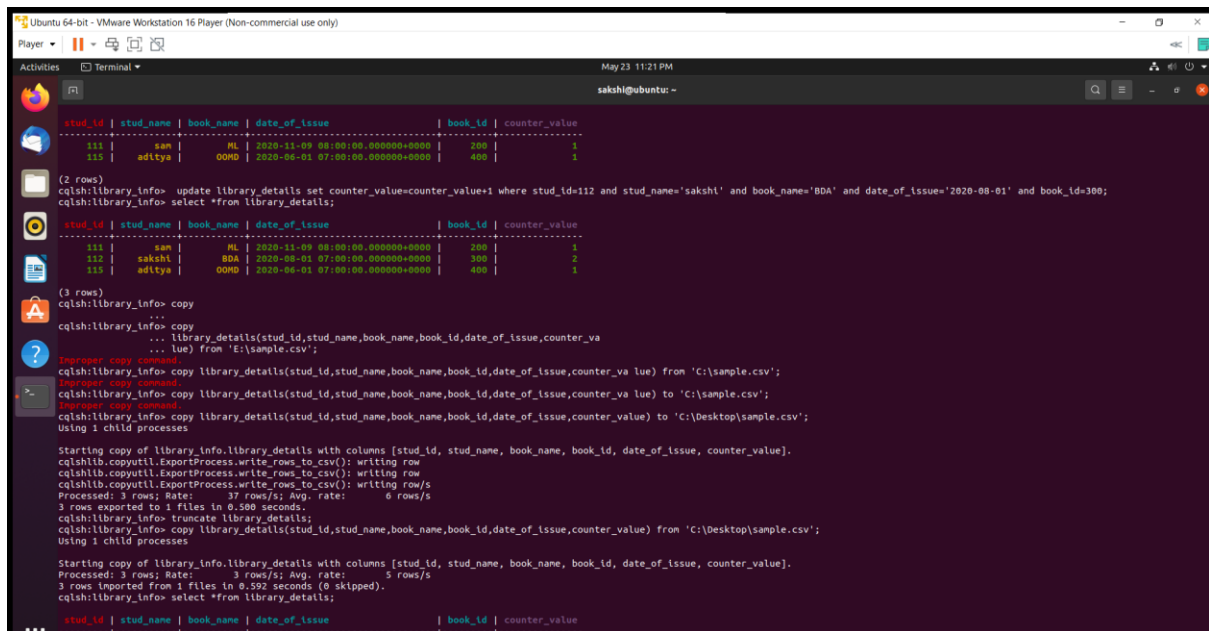 Ubuntu 64-bit - VMware Workstation 16 Player (Non-commercial use only)
Player
Activities Terminal May 23 11:21 PM
sakshi@ubuntu: ~
stud_id | stud_name | book_name | date_of_issue | book_id | counter_value
---------+-----------+-----------+---------------------------------+---------+---------------
111 | sam | ML | 2020-11-09 08:00:00.000000+0000 | 200 | 1
115 | aditya | OOMD | 2020-06-01 07:00:00.000000+0000 | 400 | 1
(2 rows)
cqlsh:library_info> update library_details set counter_value=counter_value+1 where stud_id=112 and stud_name='sakshi' and book_name='BDA' and date_of_issue='2020-08-01' and book_id=300;
cqlsh:library_info> select *from library_details;
stud_id | stud_name | book_name | date_of_issue | book_id | counter_value
---------+-----------+-----------+---------------------------------+---------+---------------
111 | sam | ML | 2020-11-09 08:00:00.000000+0000 | 200 | 1
112 | sakshi | BDA | 2020-08-01 07:00:00.000000+0000 | 300 | 2
115 | aditya | OOMD | 2020-06-01 07:00:00.000000+0000 | 400 | 1
(3 rows)
cqlsh:library_info> copy
...
cqlsh:library_info> copy
... library_details(stud_id,stud_name,book_name,book_id,date_of_issue,counter_va
... lue) from 'E:\sample.csv';
Improper copy command.
cqlsh:library_info> copy library_details(stud_id,stud_name,book_name,book_id,date_of_issue,counter_va lue) from 'C:\sample.csv';
Improper copy command.
cqlsh:library_info> copy library_details(stud_id,stud_name,book_name,book_id,date_of_issue,counter_va lue) to 'C:\sample.csv';
Improper copy command.
cqlsh:library_info> copy library_details(stud_id,stud_name,book_name,book_id,date_of_issue,counter_value) to 'C:\Desktop\sample.csv';
Using 1 child processes
Starting copy of library_info.library_details with columns [stud_id, stud_name, book_name, book_id, date_of_issue, counter_value].
cqlshlib.copyutil.ExportProcess.write_rows_to_csv(): writing row
cqlshlib.copyutil.ExportProcess.write_rows_to_csv(): writing row
cqlshlib.copyutil.ExportProcess.write_rows_to_csv(): writing row/s
Processed: 3 rows; Rate: 37 rows/s; Avg. rate: 6 rows/s
3 rows exported to 1 files in 0.500 seconds.
cqlsh:library_info> truncate library_details;
cqlsh:library_info> copy library_details(stud_id,stud_name,book_name,book_id,date_of_issue,counter_value) from 'C:\Desktop\sample.csv';
Using 1 child processes
Starting copy of library_info.library_details with columns [stud_id, stud_name, book_name, book_id, date_of_issue, counter_value].
Processed: 3 rows; Rate: 3 rows/s; Avg. rate: 5 rows/s
3 rows imported from 1 files in 0.592 seconds (0 skipped).
cqlsh:library_info> select *from library_details;
stud_id | stud_name | book_name | date_of_issue | book_id | counter_value